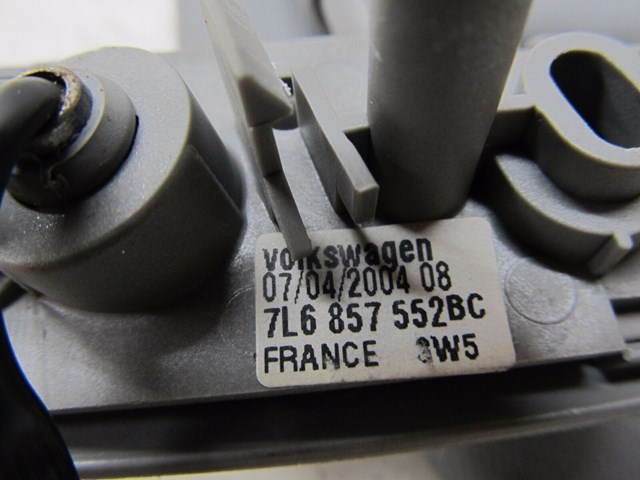 Volkswagen
07/04/2004 08
7L6 857 552BC
FRANCE 3W5